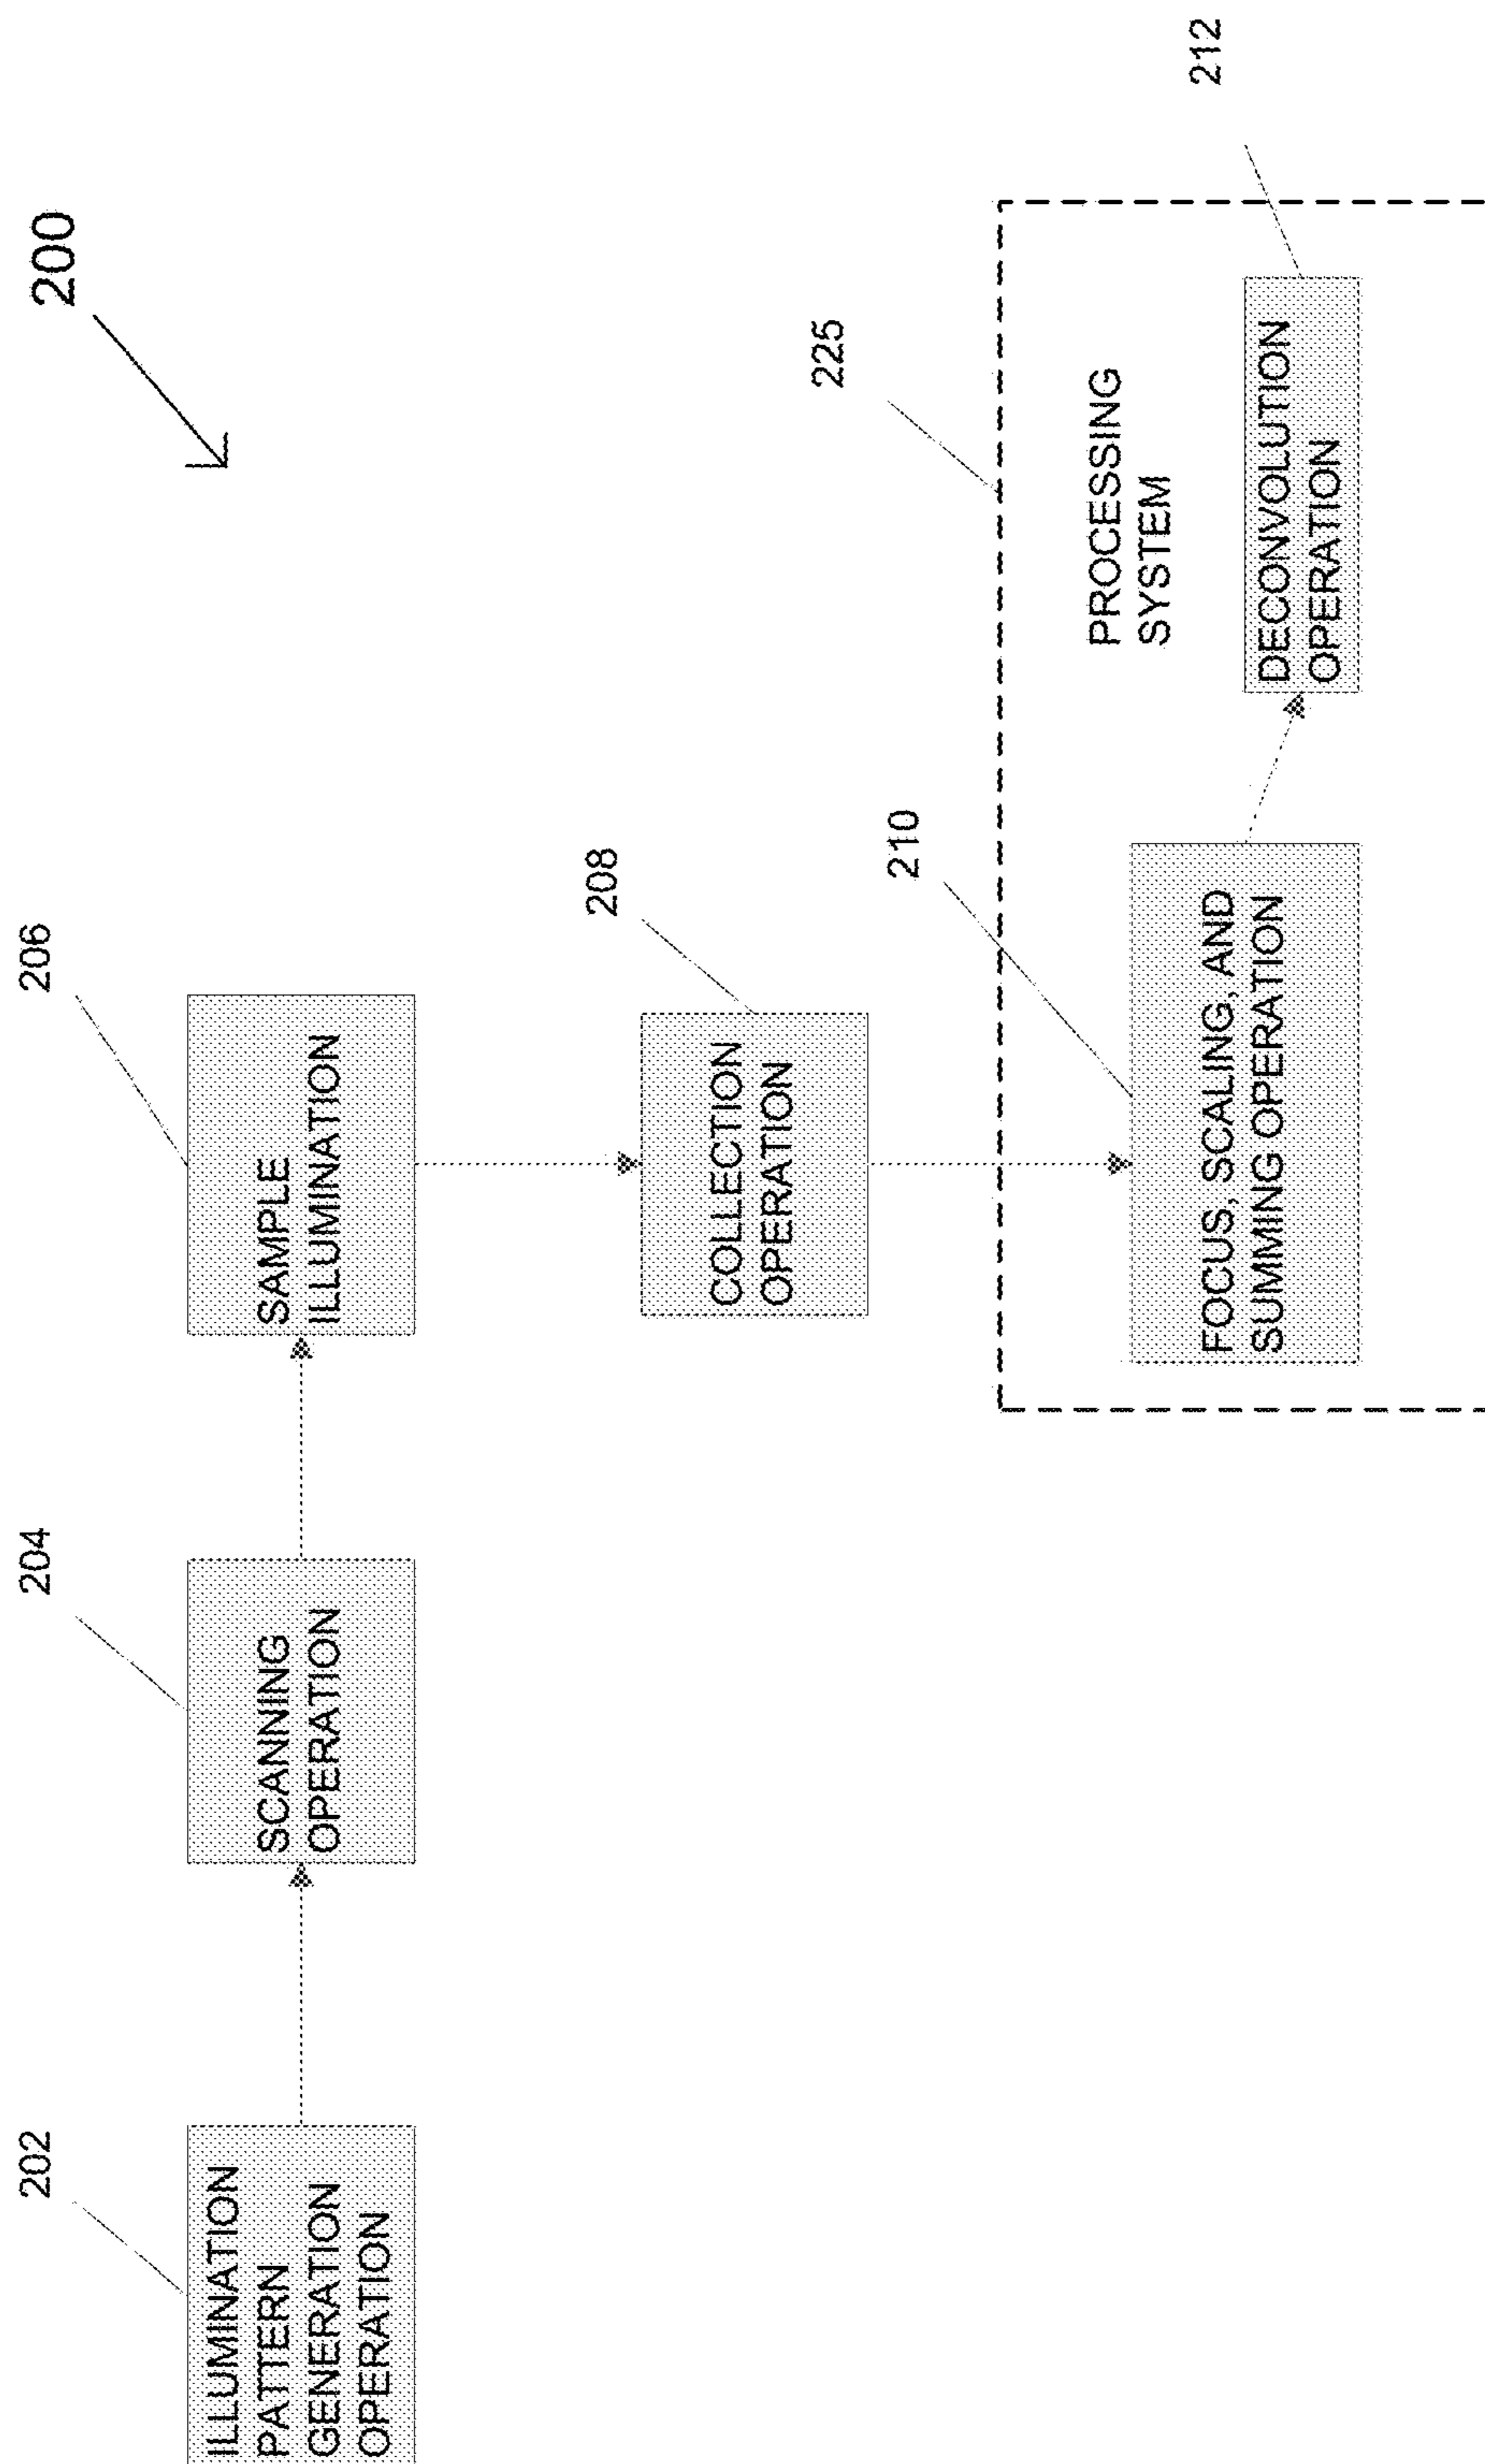 200
202
ILLUMINATION
PATTERN
GENERATION
OPERATION
204
SCANNING
OPERATION
206
SAMPLE
ILLUMINATION
208
COLLECTION
OPERATION
210
FOCUS, SCALING, AND
SUMMING OPERATION
225
PROCESSING
SYSTEM
212
DECONVOLUTION
OPERATION